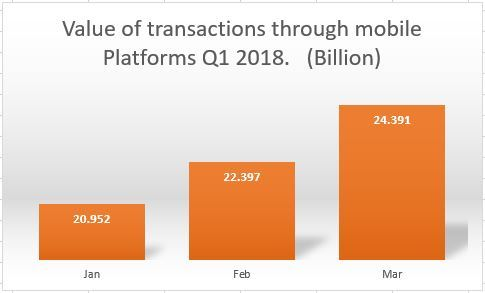 Value of transactions through mobile
Platforms Q1 2018.   (Billion)
24.391
22.397
20.952
Jan
Feb
Mar